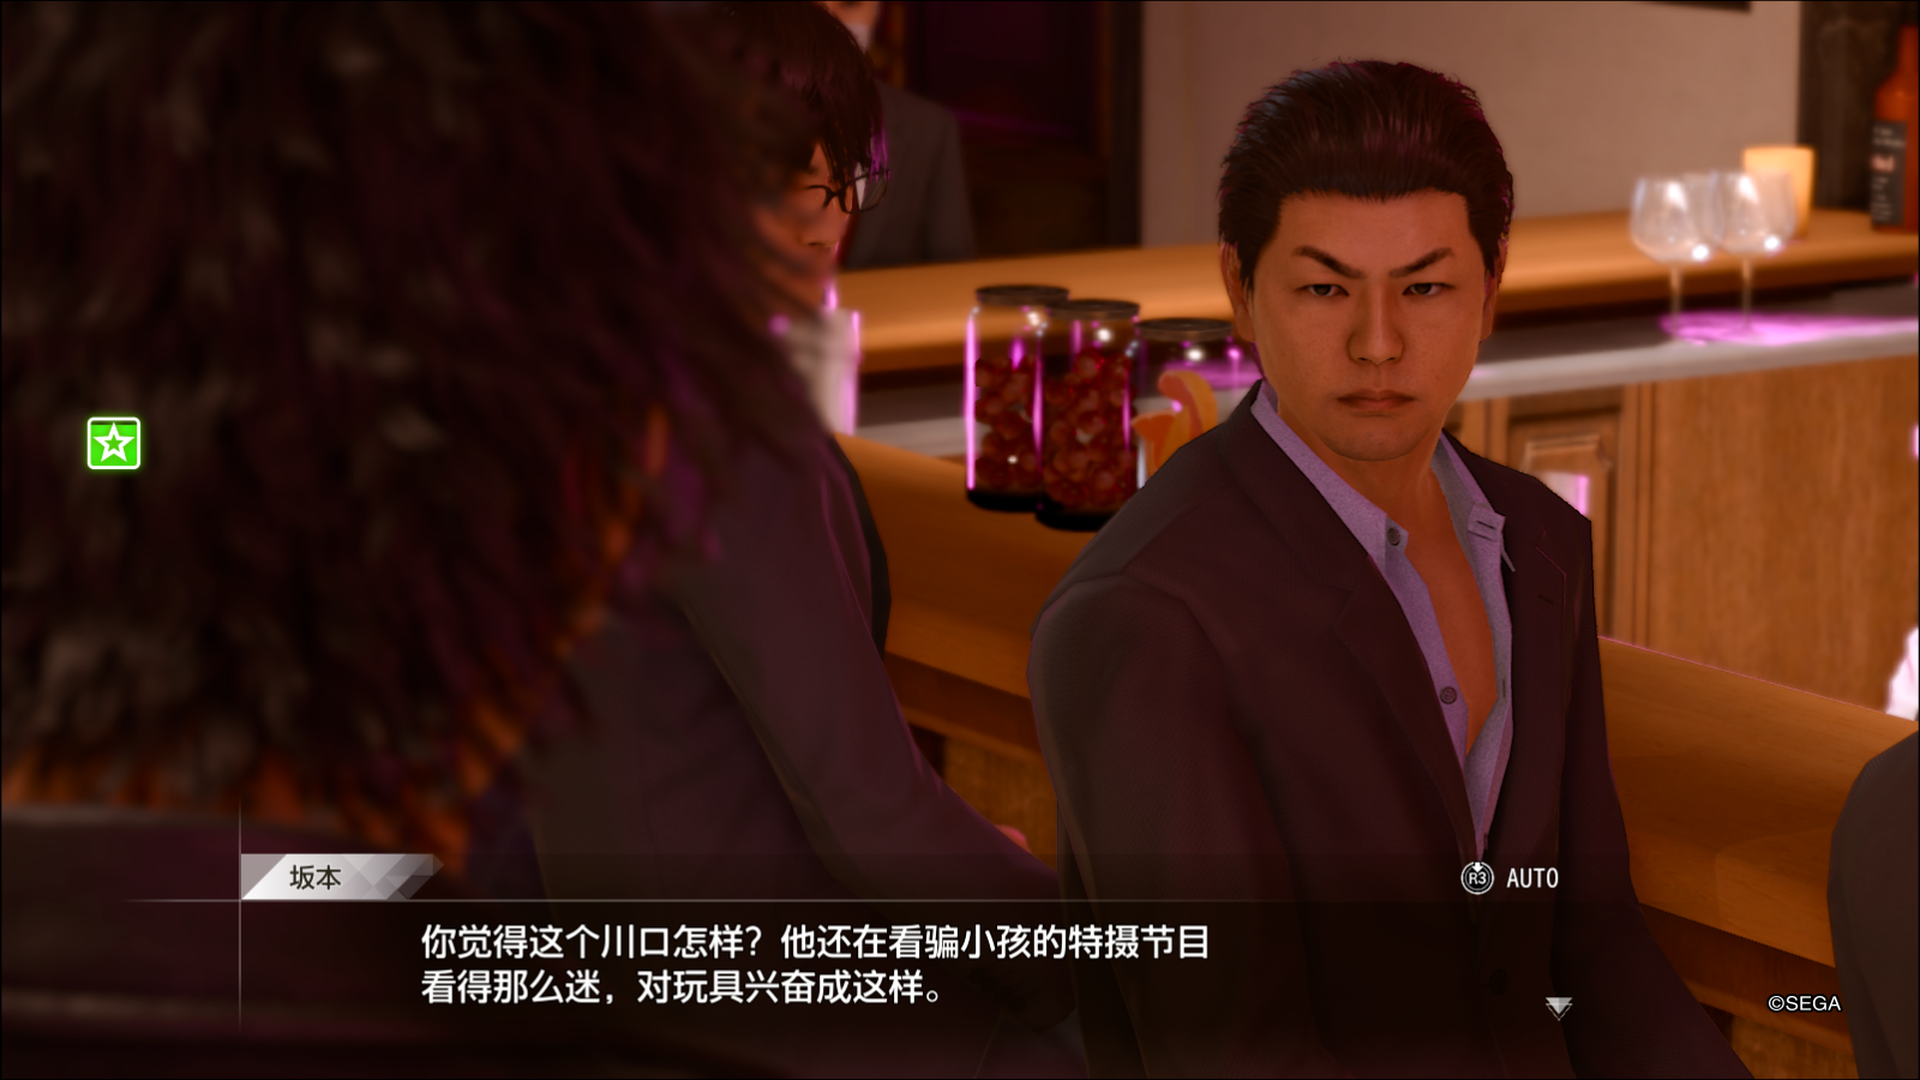 坂本
R3 AUTO
你觉得这个川口怎样？他还在看骗小孩的特摄节目
看得那么迷，对玩具兴奋成这样。
©SEGA